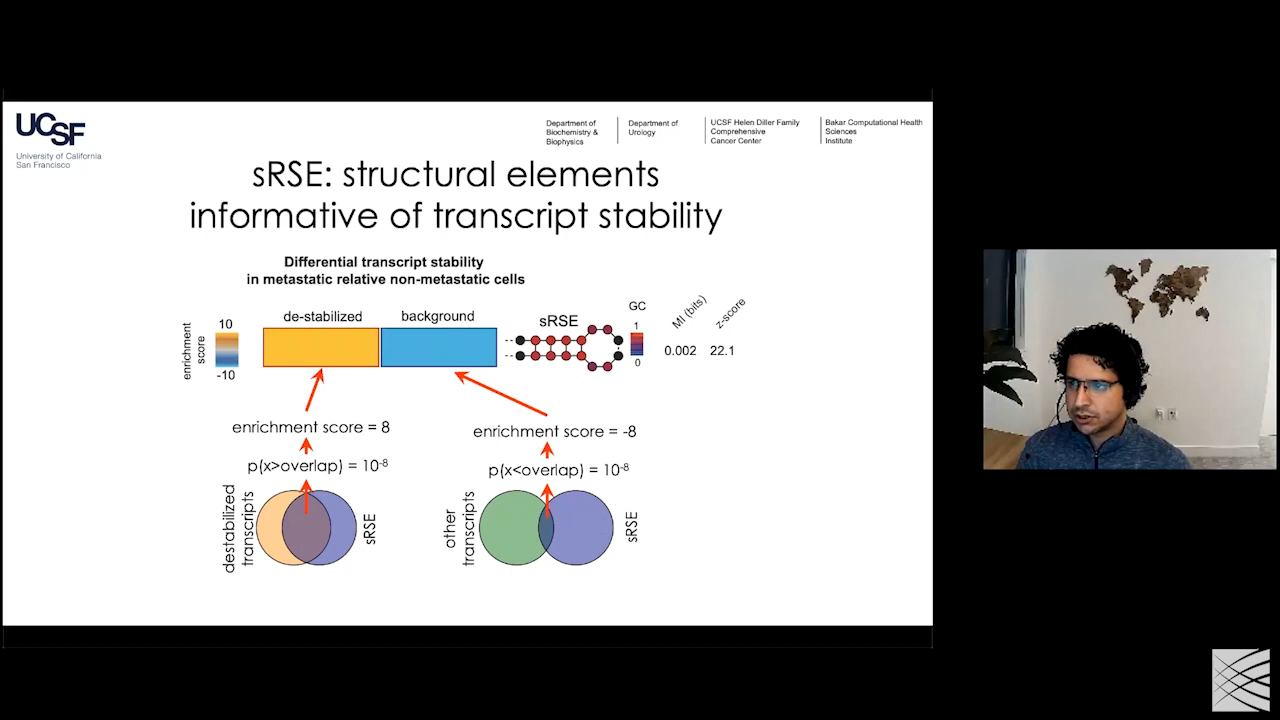 UCSF
University of California
San Francisco
Department of
Biochemistry &
Biophysics
Department of
Urology
UCSF Helen Diller Family
Comprehensive
Cancer Center
Bakar Computational Health
Sciences
Institute
sRSE: structural elements
informative of transcript stability
Differential transcript stability
in metastatic relative non-metastatic cells
enrichment
score
10
-10
de-stabilized
background
sRSE
GC
1
0
MI (bits)
z-score
0.002
22.1
enrichment score = 8
enrichment score = -8
p(x>overlap) = 10-8
p(x<overlap) = 10-8
destabilized
transcripts
sRSE
other
transcripts
sRSE